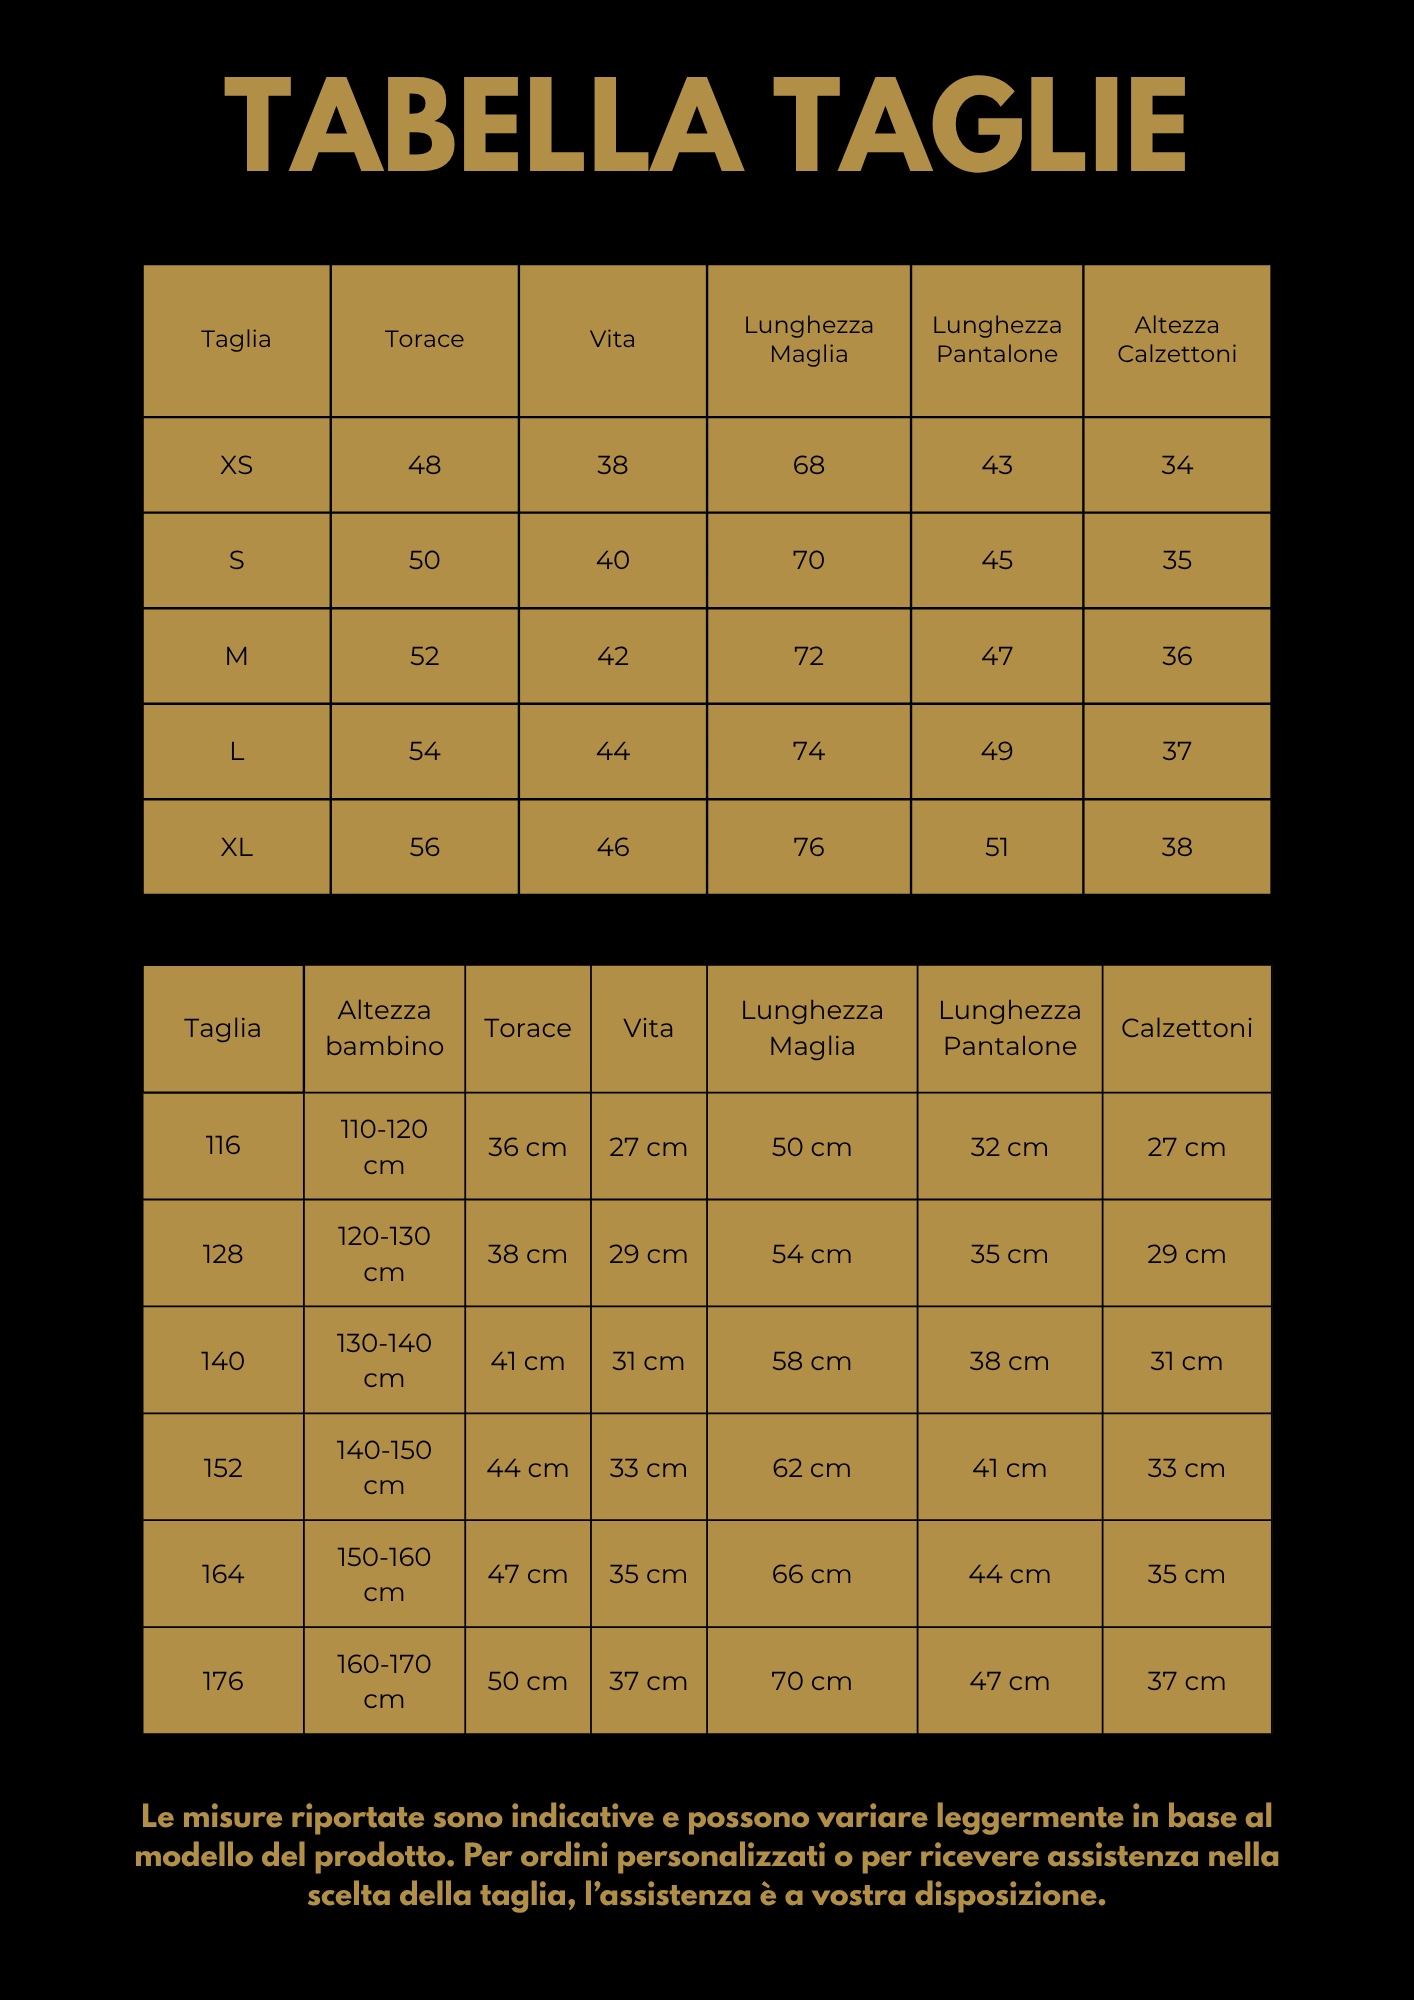 TABELLA TAGLIE
Taglia Torace Vita Lunghezza Maglia Lunghezza Pantalone Altezza Calzettoni
XS 48 38 68 43 34
S 50 40 70 45 35
M 52 42 72 47 36
L 54 44 74 49 37
XL 56 46 76 51 38
Taglia Altezza bambino Torace Vita Lunghezza Maglia Lunghezza Pantalone Calzettoni
116 110-120 cm 36 cm 27 cm 50 cm 32 cm 27 cm
128 120-130 cm 38 cm 29 cm 54 cm 35 cm 29 cm
140 130-140 cm 41 cm 31 cm 58 cm 38 cm 31 cm
152 140-150 cm 44 cm 33 cm 62 cm 41 cm 33 cm
164 150-160 cm 47 cm 35 cm 66 cm 44 cm 35 cm
176 160-170 cm 50 cm 37 cm 70 cm 47 cm 37 cm
Le misure riportate sono indicative e possono variare leggermente in base al
modello del prodotto. Per ordini personalizzati o per ricevere assistenza nella
scelta della taglia, l’assistenza è a vostra disposizione.